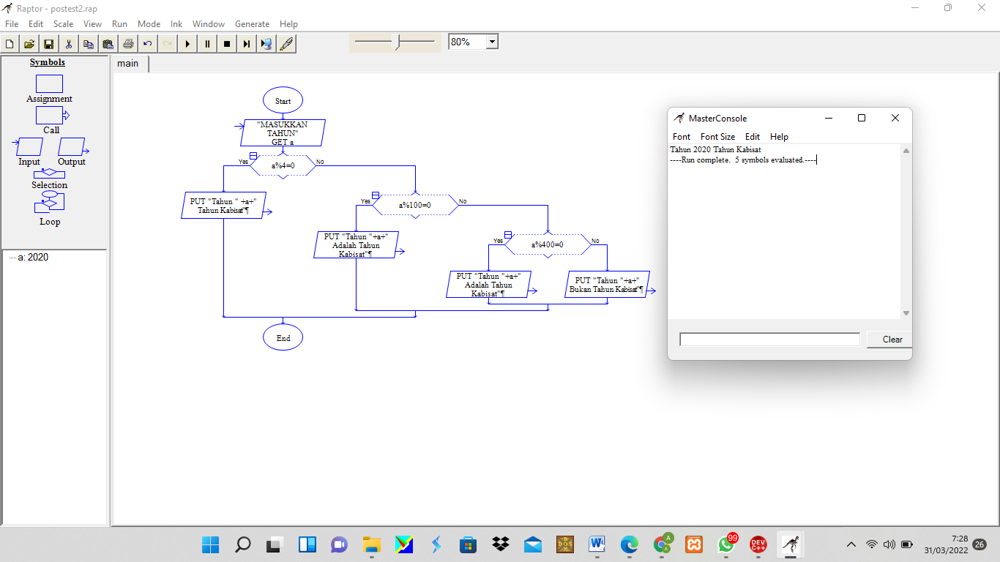 Raptor - postest2.rap
File Edit Scale View Run Mode Ink Window Generate Help
80%
Symbols
Assignment
Call
Input Output
Selection
Loop
a: 2020
main
Start
"MASUKKAN
TAHUN"
GET a
Yes
a%4=0
No
PUT "Tahun " +a+"
Tahun Kabisat"¶
Yes
a%100=0
No
PUT "Tahun "+a+"
Adalah Tahun
Kabisat"¶
Yes
a%400=0
No
PUT "Tahun "+a+"
Adalah Tahun
Kabisat"¶
PUT "Tahun "+a+"
Bukan Tahun Kabisat"¶
End
MasterConsole
Font Font Size Edit Help
Tahun 2020 Tahun Kabisat
----Run complete. 5 symbols evaluated.----
Clear
DOS
W
A
A
99
DEV
C++
7:28
31/03/2022
26